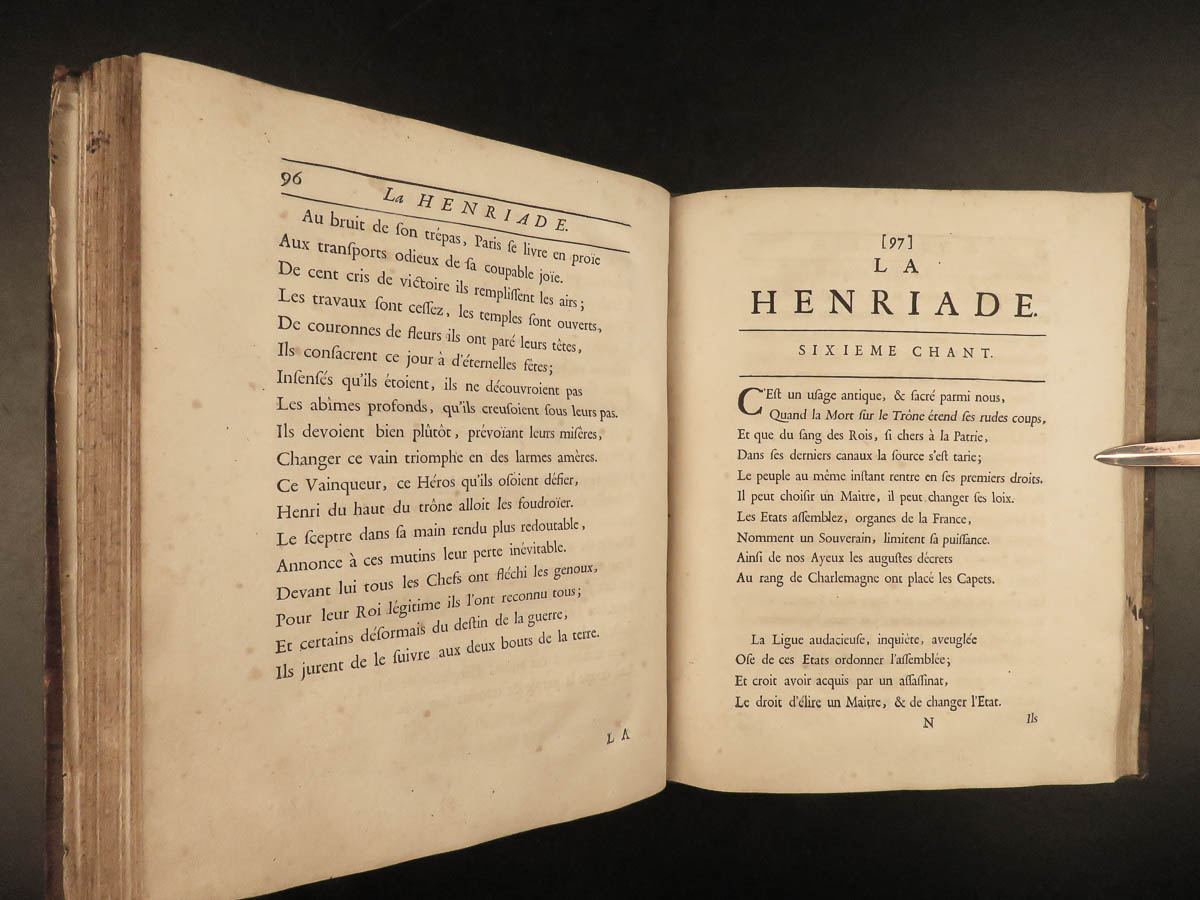 96
La HENRIADE.
Au bruit de ſon trépas, Paris ſe livre en proïe
Aux tranſports odieux de ſa coupable joïe.
De cent cris de victoire ils rempliſſent les airs;
Les travaux ſont ceſſez, les temples ſont ouverts,
De couronnes de fleurs ils ont paré leurs têtes,
Ils conſacrent ce jour à d'éternelles fêtes;
Inſenſés qu'ils étoient, ils ne découvroient pas
Les abîmes profonds, qu'ils creuſoient ſous leurs pas.
Ils devoient bien plûtôt, prévoïant leurs miſères,
Changer ce vain triomphe en des larmes amères.
Ce Vainqueur, ce Héros qu'ils oſoient défier,
Henri du haut du trône alloit les foudroïer.
Le ſceptre dans ſa main rendu plus redoutable,
Annonce à ces mutins leur perte inévitable.
Devant lui tous les Chefs ont fléchi les genoux,
Pour leur Roi légitime ils l'ont reconnu tous;
Et certains déſormais du deſtin de la guerre,
Ils jurent de le ſuivre aux deux bouts de la terre.
LA
[97]
LA
HENRIADE.
SIXIEME CHANT.
C'Eſt un uſage antique, & ſacré parmi nous,
Quand la Mort ſur le Trône étend ſes rudes coups,
Et que du ſang des Rois, ſi chers à la Patrie,
Dans ſes derniers canaux la ſource s'eſt tarie;
Le peuple au même inſtant rentre en ſes premiers droits.
Il peut choiſir un Maitre, il peut changer ſes loix.
Les Etats aſſemblez, organes de la France,
Nomment un Souverain, limitent ſa puiſſance.
Ainſi de nos Ayeux les auguſtes décrets
Au rang de Charlemagne ont placé les Capets.
La Ligue audacieuſe, inquiète, aveuglée
Oſe de ces Etats ordonner l'aſſemblée;
Et croit avoir acquis par un aſſaſſinat,
Le droit d'élire un Maitre, & de changer l'Etat.
N
Ils